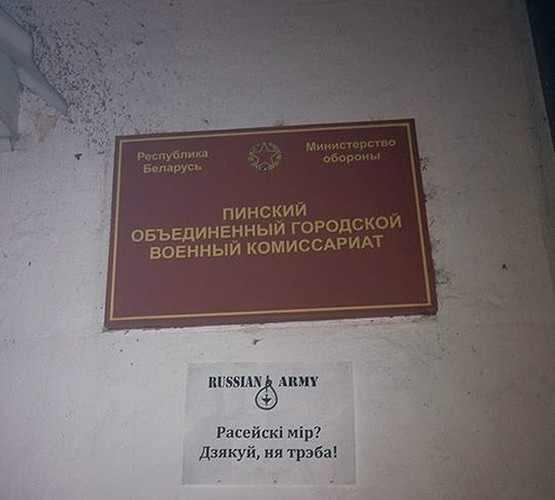 Республика
Беларусь
Министерство
обороны
ПИНСКИЙ
ОБЪЕДИНЕННЫЙ ГОРОДСКОЙ
ВОЕННЫЙ КОМИССАРИАТ
RUSSIAN ARMY
Расейскі мір?
Дзякуй, ня трэба!